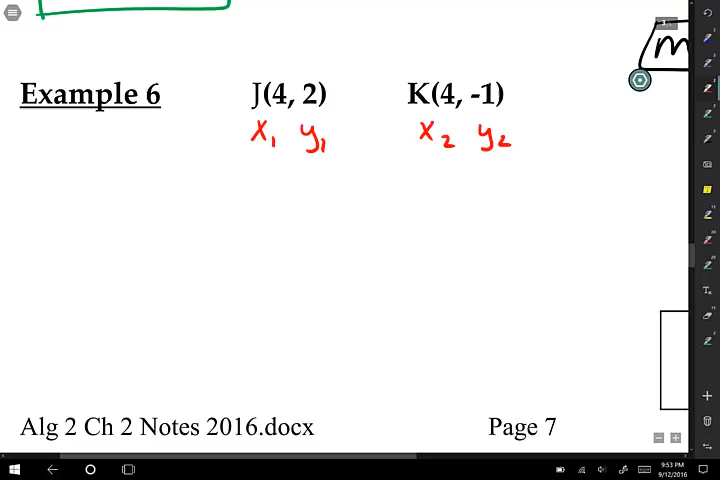 m
Example 6 J(4, 2) K(4, -1)
x₁ y₁ x₂ y₂
Alg 2 Ch 2 Notes 2016.docx Page 7
9:53 PM
9/12/2016